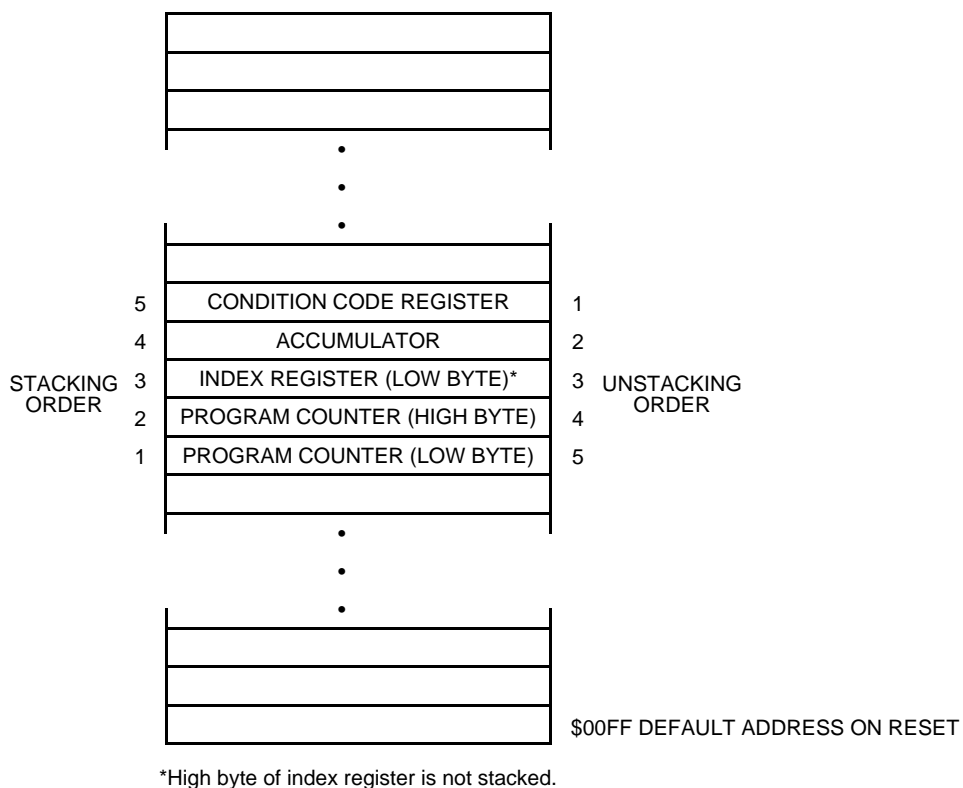 5 CONDITION CODE REGISTER 1
4 ACCUMULATOR 2
STACKING ORDER 3 INDEX REGISTER (LOW BYTE)* 3 UNSTACKING ORDER
2 PROGRAM COUNTER (HIGH BYTE) 4
1 PROGRAM COUNTER (LOW BYTE) 5
$00FF DEFAULT ADDRESS ON RESET
*High byte of index register is not stacked.